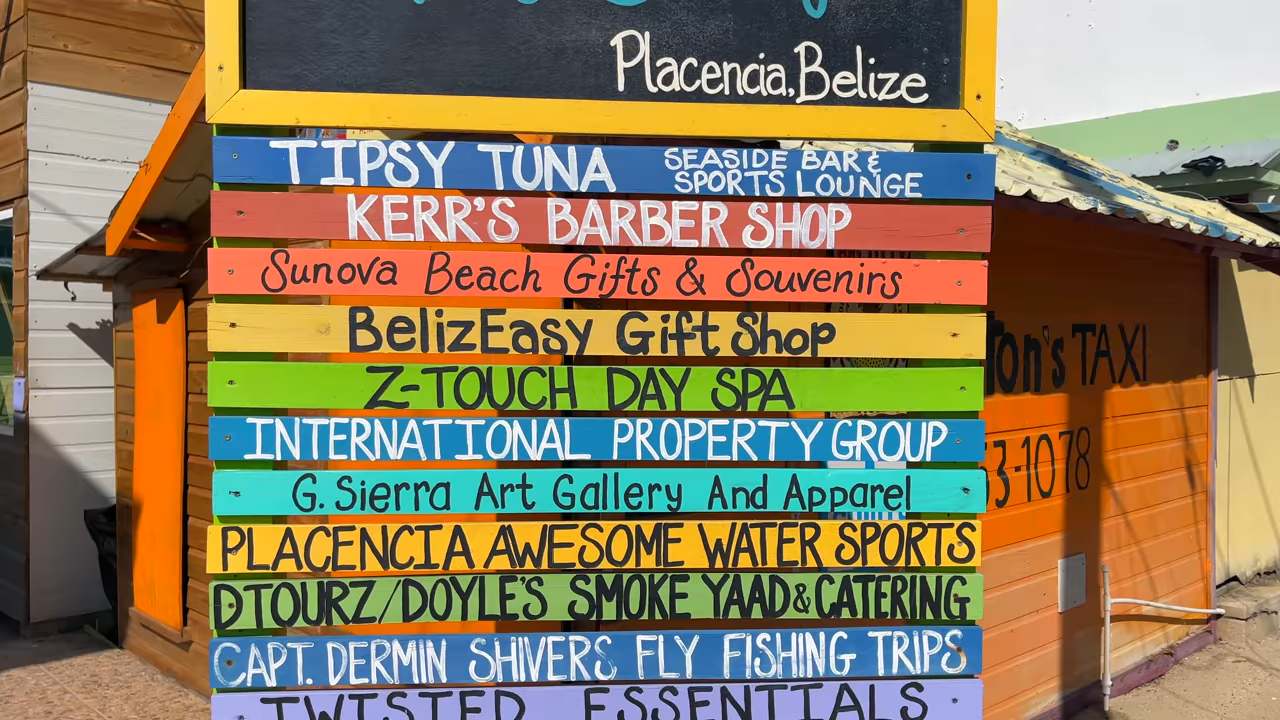 Placencia, Belize
TIPSY TUNA SEASIDE BAR & SPORTS LOUNGE
KERR'S BARBER SHOP
Sunova Beach Gifts & Souvenirs
BelizEasy Gift Shop
Z-TOUCH DAY SPA
INTERNATIONAL PROPERTY GROUP
G. Sierra Art Gallery And Apparel
PLACENCIA AWESOME WATER SPORTS
DTOURZ/DOYLE'S SMOKE YAAD & CATERING
CAPT. DERMIN SHIVERS FLY FISHING TRIPS
TWISTED ESSENTIALS
TAXI
3-1078